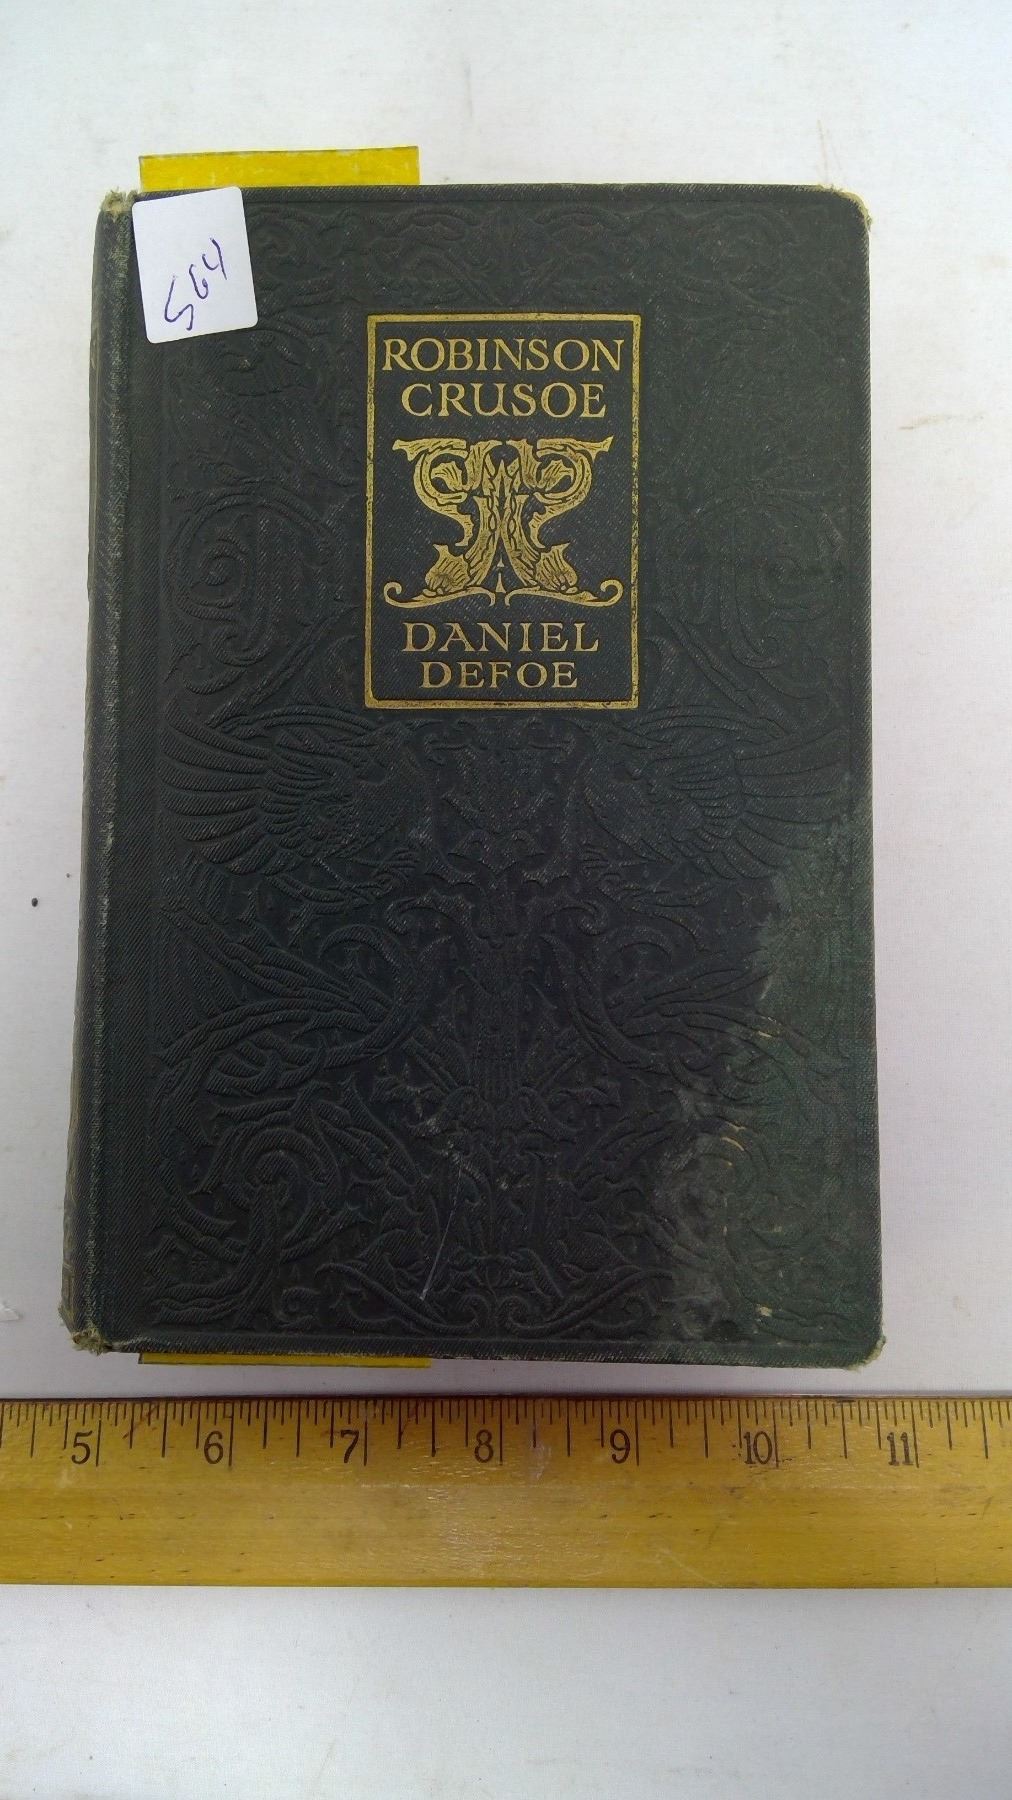 564
ROBINSON
CRUSOE
DANIEL
DEFOE
5 6 7 8 9 10 11